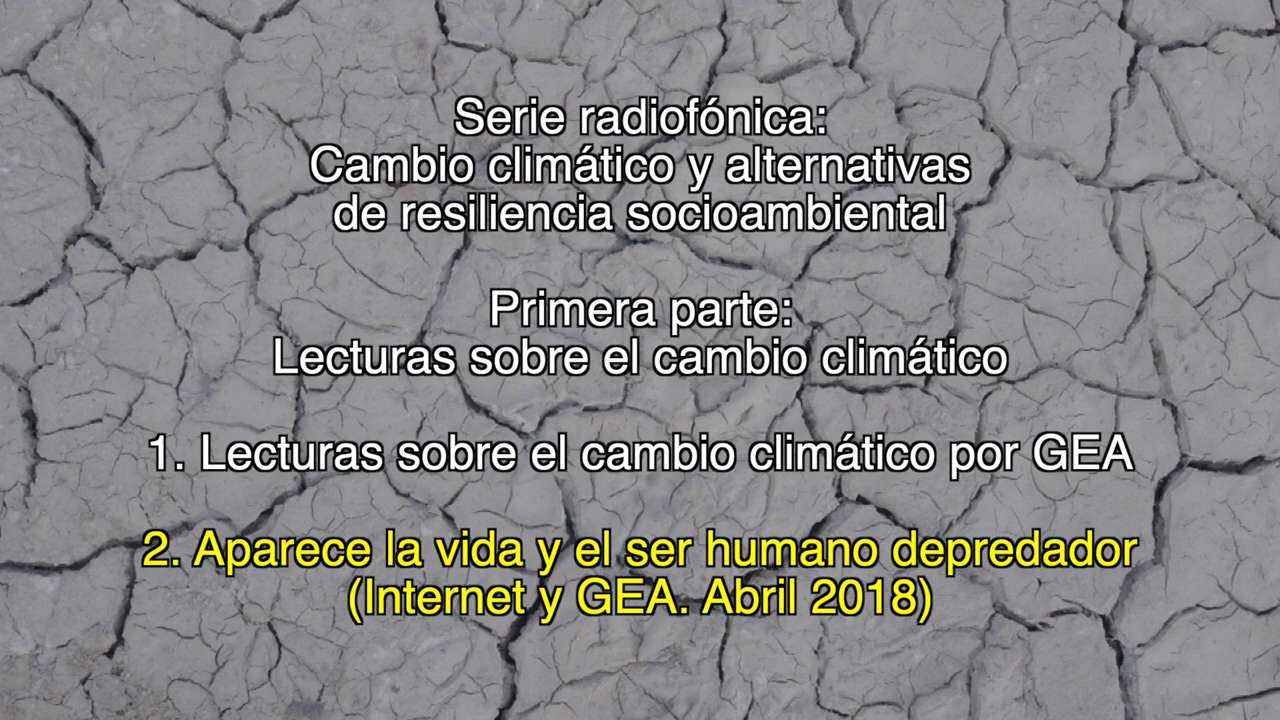 Serie radiofónica:
Cambio climático y alternativas
de resiliencia socioambiental
Primera parte:
Lecturas sobre el cambio climático
1. Lecturas sobre el cambio climático por GEA
2. Aparece la vida y el ser humano depredador
(Internet y GEA. Abril 2018)